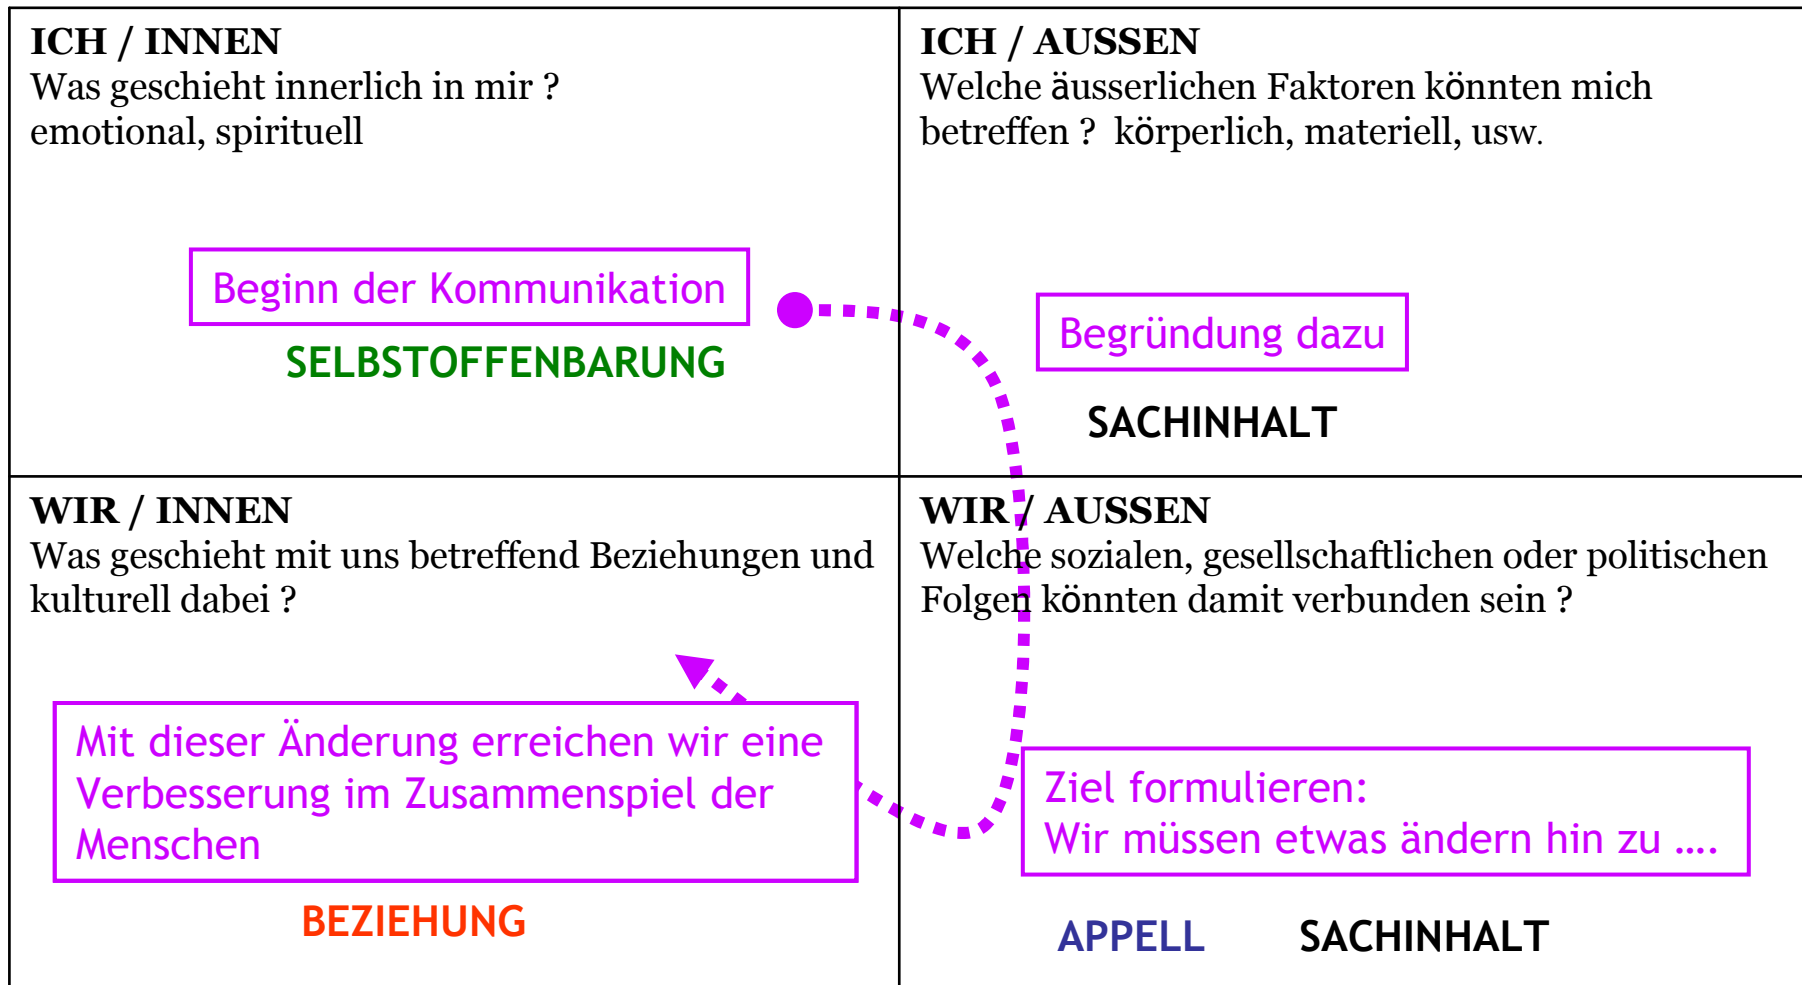 ICH / INNEN
Was geschieht innerlich in mir ?
emotional, spirituell
Beginn der Kommunikation
SELBSTOFFENBARUNG
ICH / AUSSEN
Welche äusserlichen Faktoren könnten mich
betreffen ? körperlich, materiell, usw.
Begründung dazu
SACHINHALT
WIR / INNEN
Was geschieht mit uns betreffend Beziehungen und
kulturell dabei ?
Mit dieser Änderung erreichen wir eine
Verbesserung im Zusammenspiel der
Menschen
BEZIEHUNG
WIR / AUSSEN
Welche sozialen, gesellschaftlichen oder politischen
Folgen könnten damit verbunden sein ?
Ziel formulieren:
Wir müssen etwas ändern hin zu ….
APPELL SACHINHALT